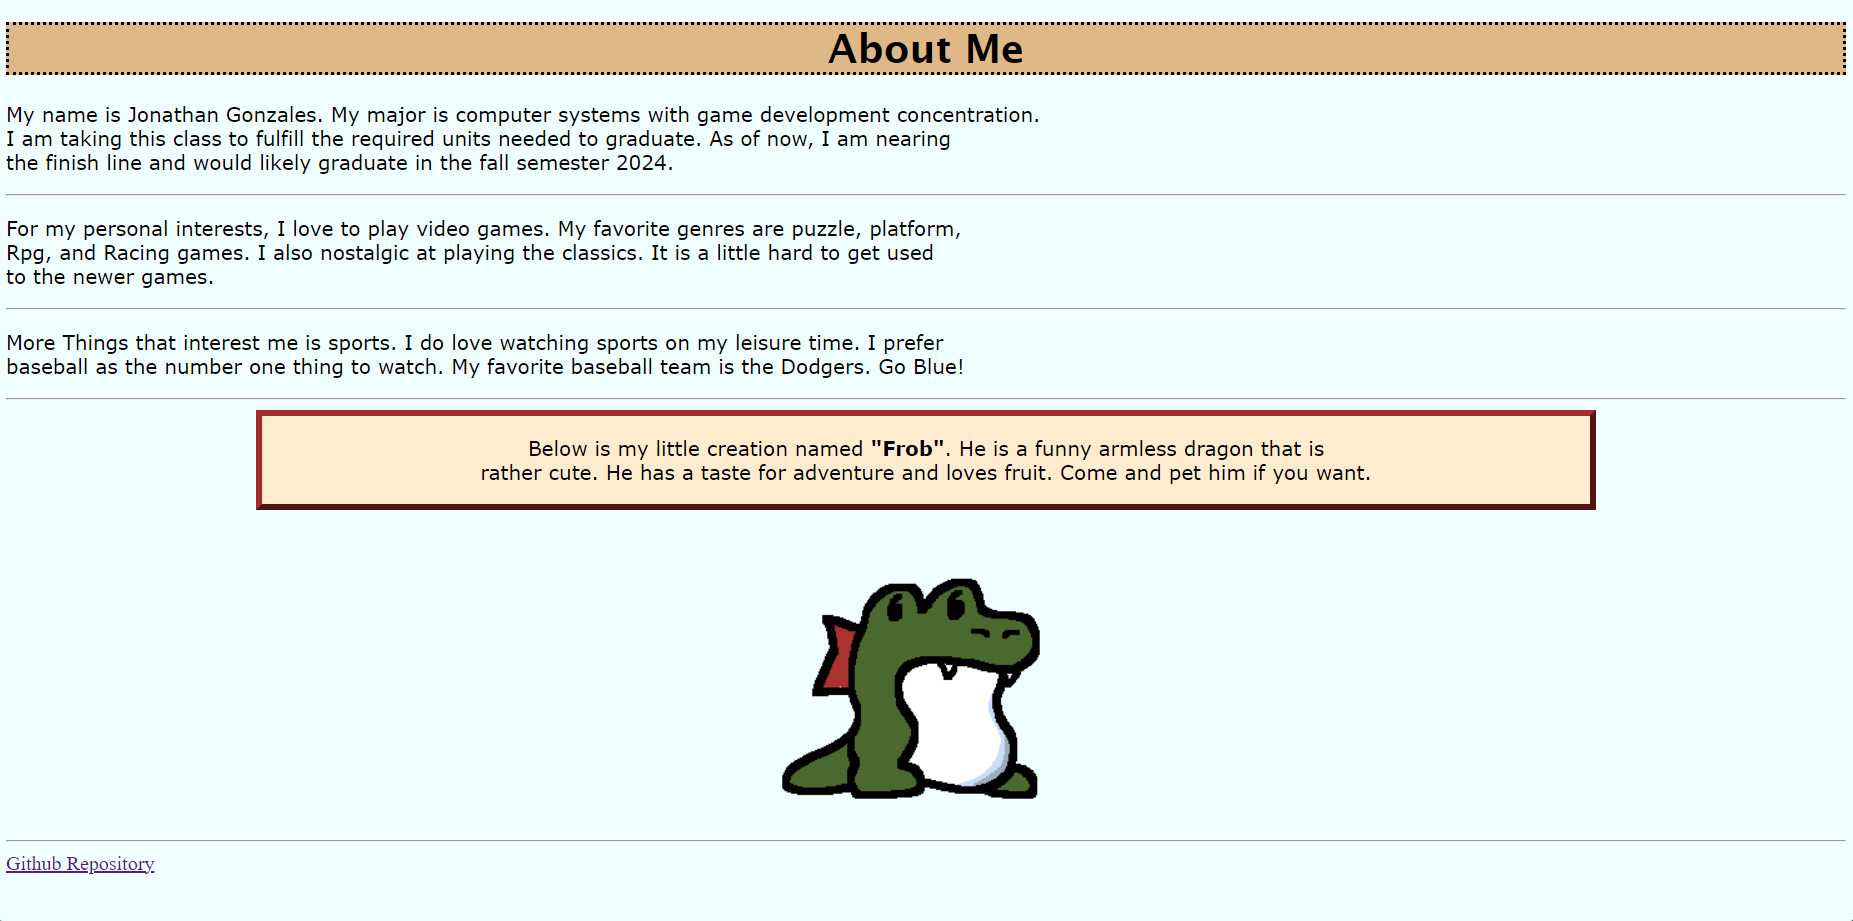 About Me
My name is Jonathan Gonzales. My major is computer systems with game development concentration.
I am taking this class to fulfill the required units needed to graduate. As of now, I am nearing
the finish line and would likely graduate in the fall semester 2024.
For my personal interests, I love to play video games. My favorite genres are puzzle, platform,
Rpg, and Racing games. I also nostalgic at playing the classics. It is a little hard to get used
to the newer games.
More Things that interest me is sports. I do love watching sports on my leisure time. I prefer
baseball as the number one thing to watch. My favorite baseball team is the Dodgers. Go Blue!
Below is my little creation named "Frob". He is a funny armless dragon that is
rather cute. He has a taste for adventure and loves fruit. Come and pet him if you want.
Github Repository